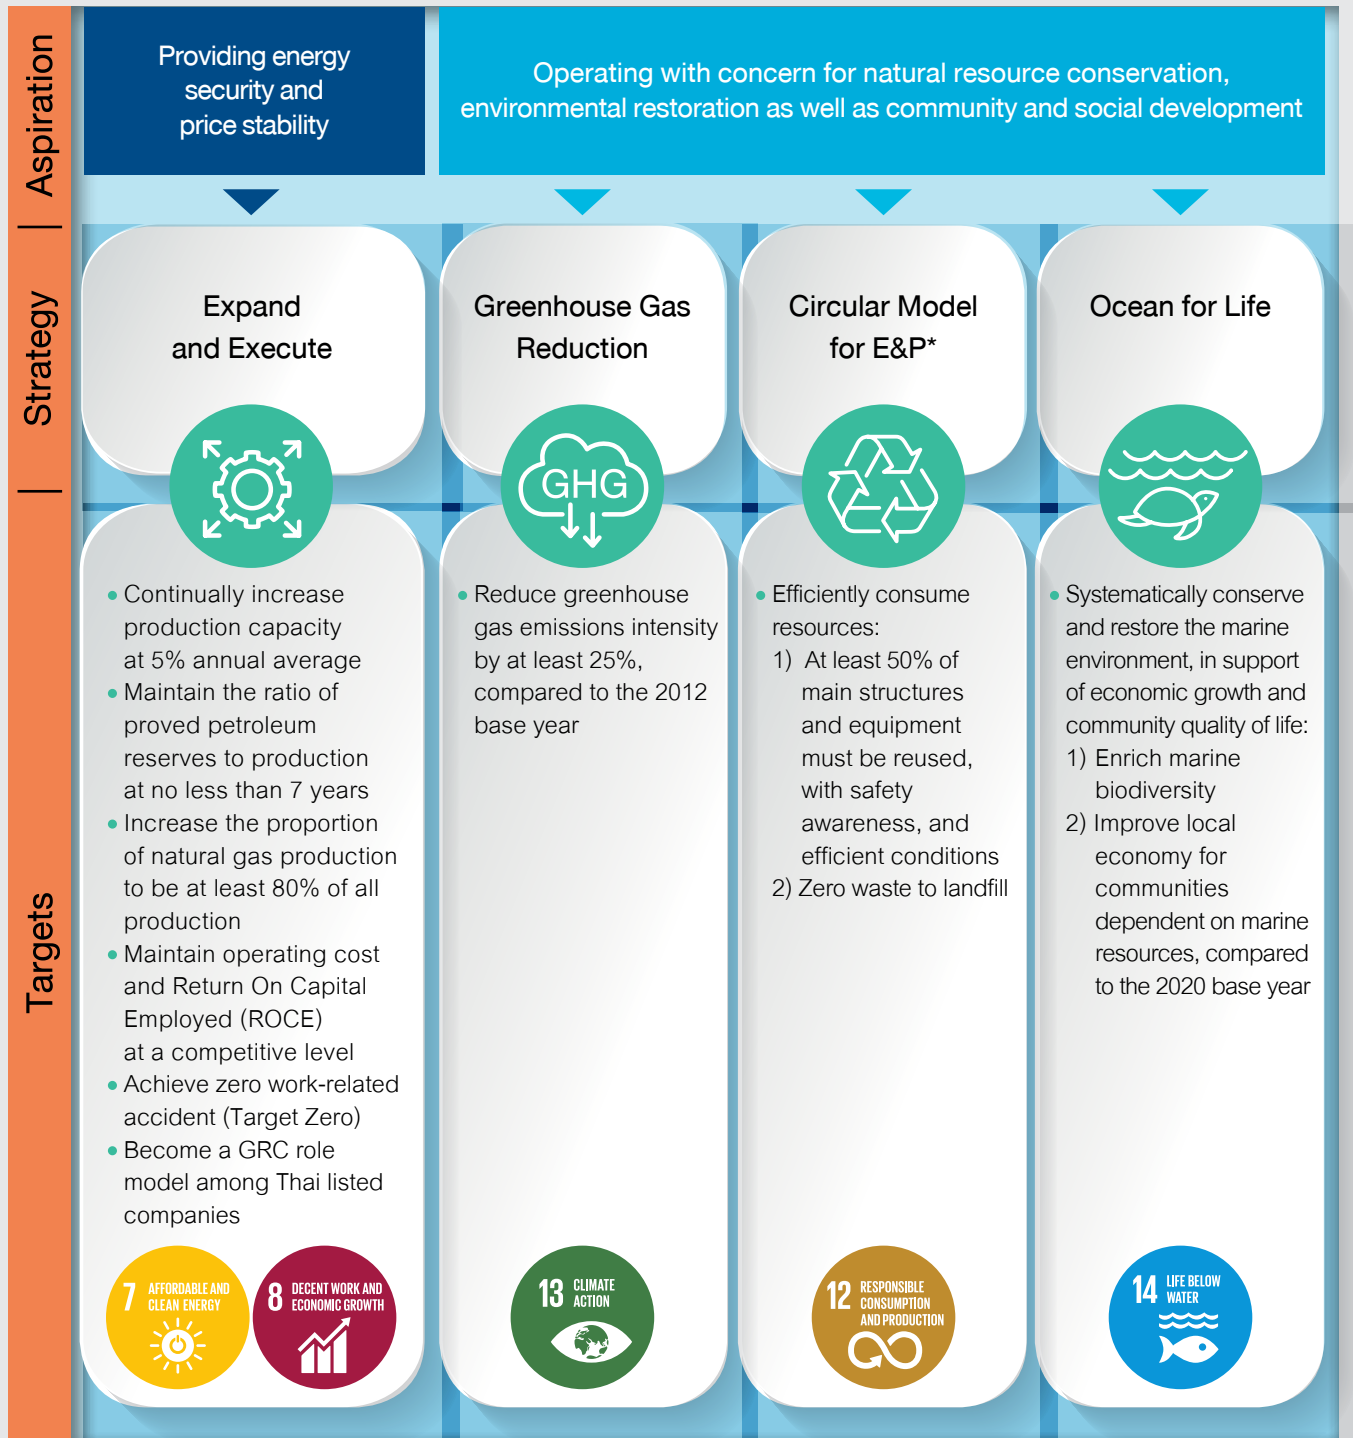 Aspiration
Providing energy
security and
price stability
Operating with concern for natural resource conservation,
environmental restoration as well as community and social development
Strategy
Expand
and Execute
Greenhouse Gas
Reduction
GHG
Circular Model
for E&P*
Ocean for Life
Targets
• Continually increase
production capacity
at 5% annual average
• Maintain the ratio of
proved petroleum
reserves to production
at no less than 7 years
• Increase the proportion
of natural gas production
to be at least 80% of all
production
• Maintain operating cost
and Return On Capital
Employed (ROCE)
at a competitive level
• Achieve zero work-related
accident (Target Zero)
• Become a GRC role
model among Thai listed
companies
7 AFFORDABLE AND
CLEAN ENERGY
8 DECENT WORK AND
ECONOMIC GROWTH
• Reduce greenhouse
gas emissions intensity
by at least 25%,
compared to the 2012
base year
13 CLIMATE
ACTION
• Efficiently consume
resources:
1) At least 50% of
main structures
and equipment
must be reused,
with safety
awareness, and
efficient conditions
2) Zero waste to landfill
12 RESPONSIBLE
CONSUMPTION
AND PRODUCTION
• Systematically conserve
and restore the marine
environment, in support
of economic growth and
community quality of life:
1) Enrich marine
biodiversity
2) Improve local
economy for
communities
dependent on marine
resources, compared
to the 2020 base year
14 LIFE BELOW
WATER